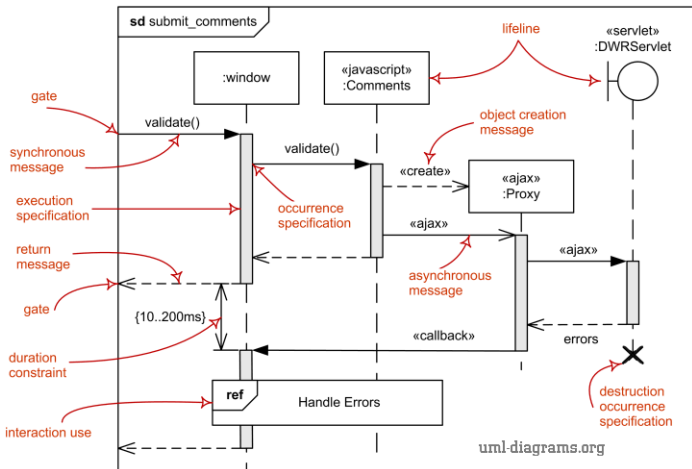 sd submit_comments
lifeline
«servlet»
:DWRServlet
:window
«javascript»
:Comments
gate
object creation
message
validate()
validate()
synchronous
message
«create»
«ajax»
:Proxy
execution
specification
occurrence
specification
«ajax»
«ajax»
return
message
asynchronous
message
gate
{10..200ms}
«callback»
errors
duration
constraint
ref
Handle Errors
destruction
occurrence
specification
interaction use
uml-diagrams.org